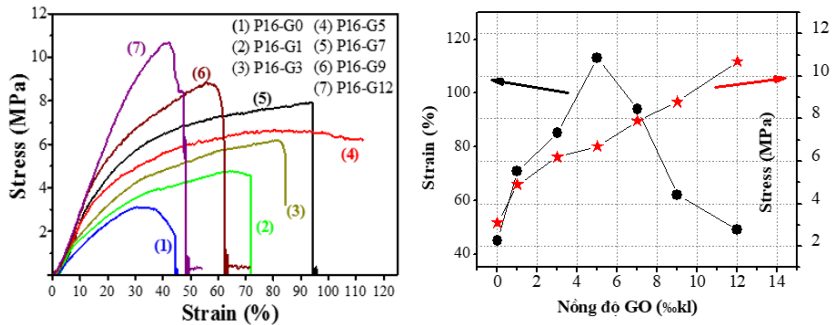 (1) P16-G0 (4) P16-G5
(2) P16-G1 (5) P16-G7
(3) P16-G3 (6) P16-G9
(7) P16-G12
12
10
8
6
4
2
Stress (MPa)
(7)
(6)
(5)
(4)
(3)
(2)
(1)
0 10 20 30 40 50 60 70 80 90 100 110 120
Strain (%)
120
100
80
60
40
Strain (%)
12
10
8
6
4
2
Stress (MPa)
0 2 4 6 8 10 12 14
Nồng độ GO (‰kl)